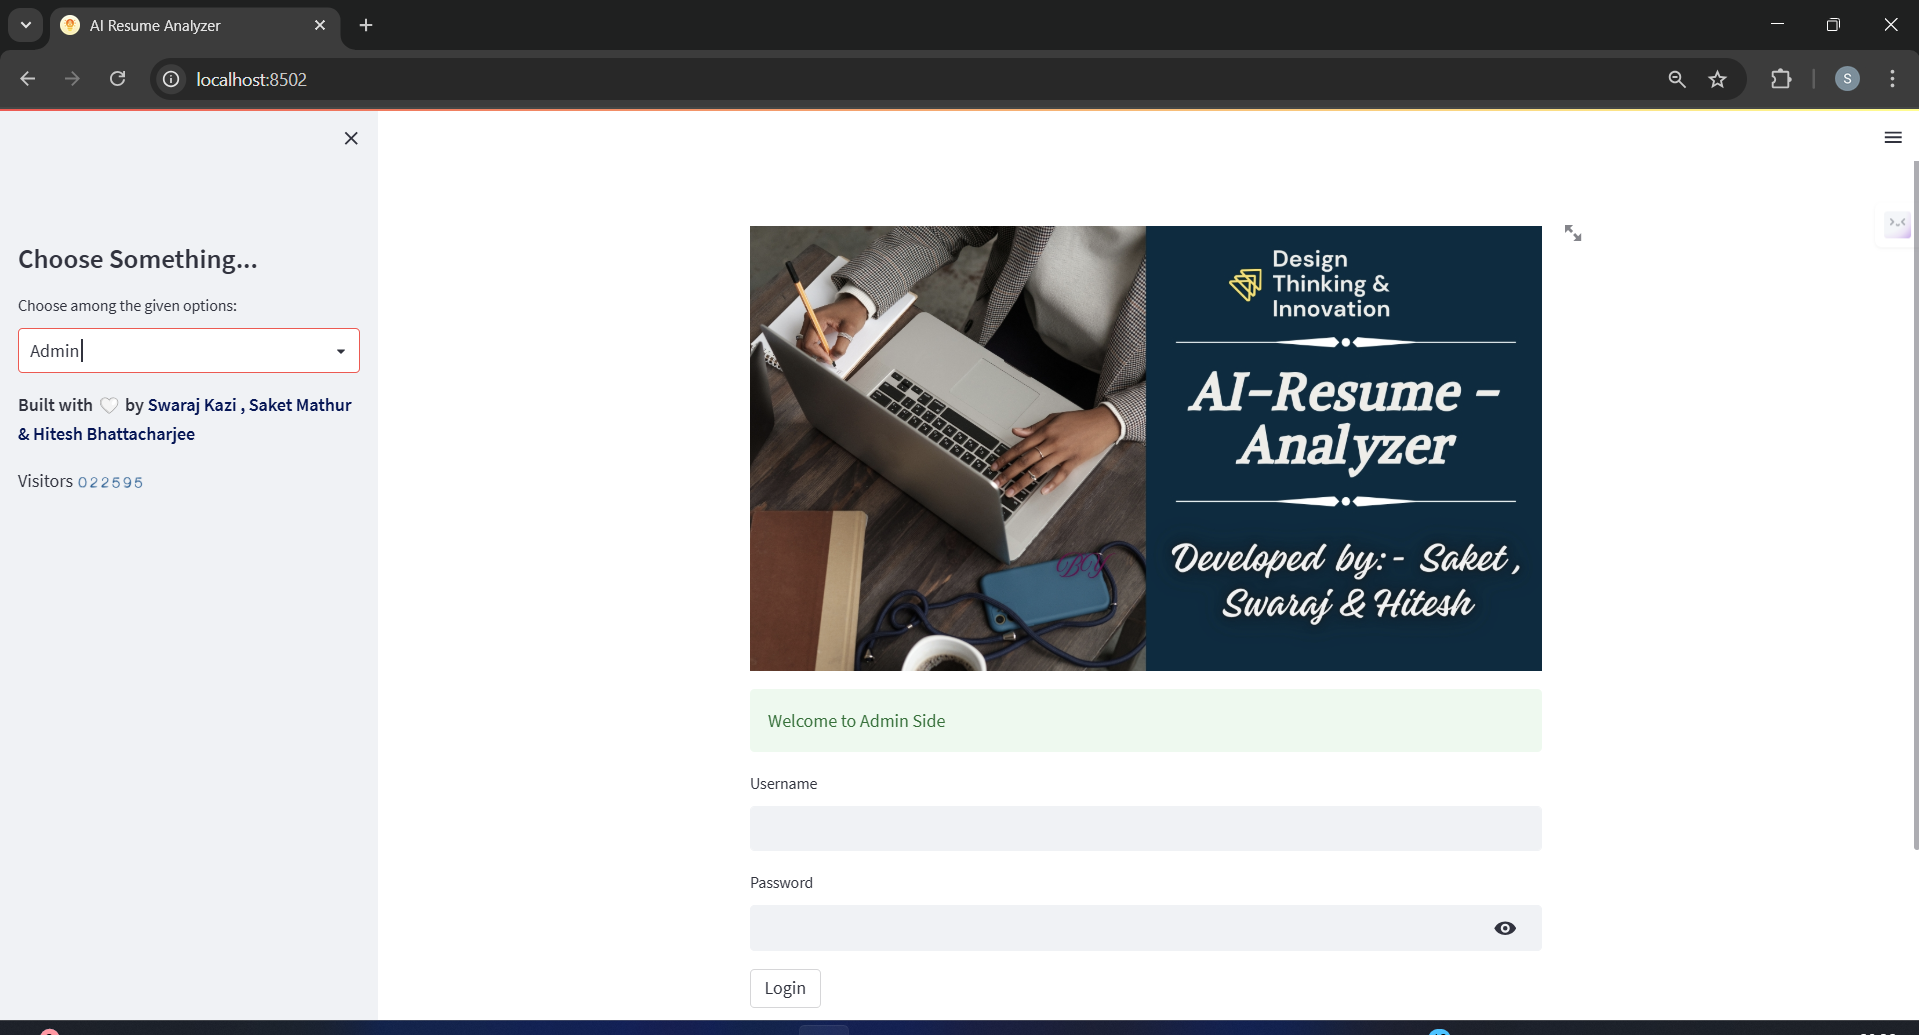 AI Resume Analyzer
localhost:8502
S
Choose Something...
Choose among the given options:
Admin
Built with 🤍 by Swaraj Kazi , Saket Mathur
& Hitesh Bhattacharjee
Visitors 022595
Design
Thinking &
Innovation
AI-Resume -
Analyzer
Developed by:- Saket,
Swaraj & Hitesh
Welcome to Admin Side
Username
Password
Login